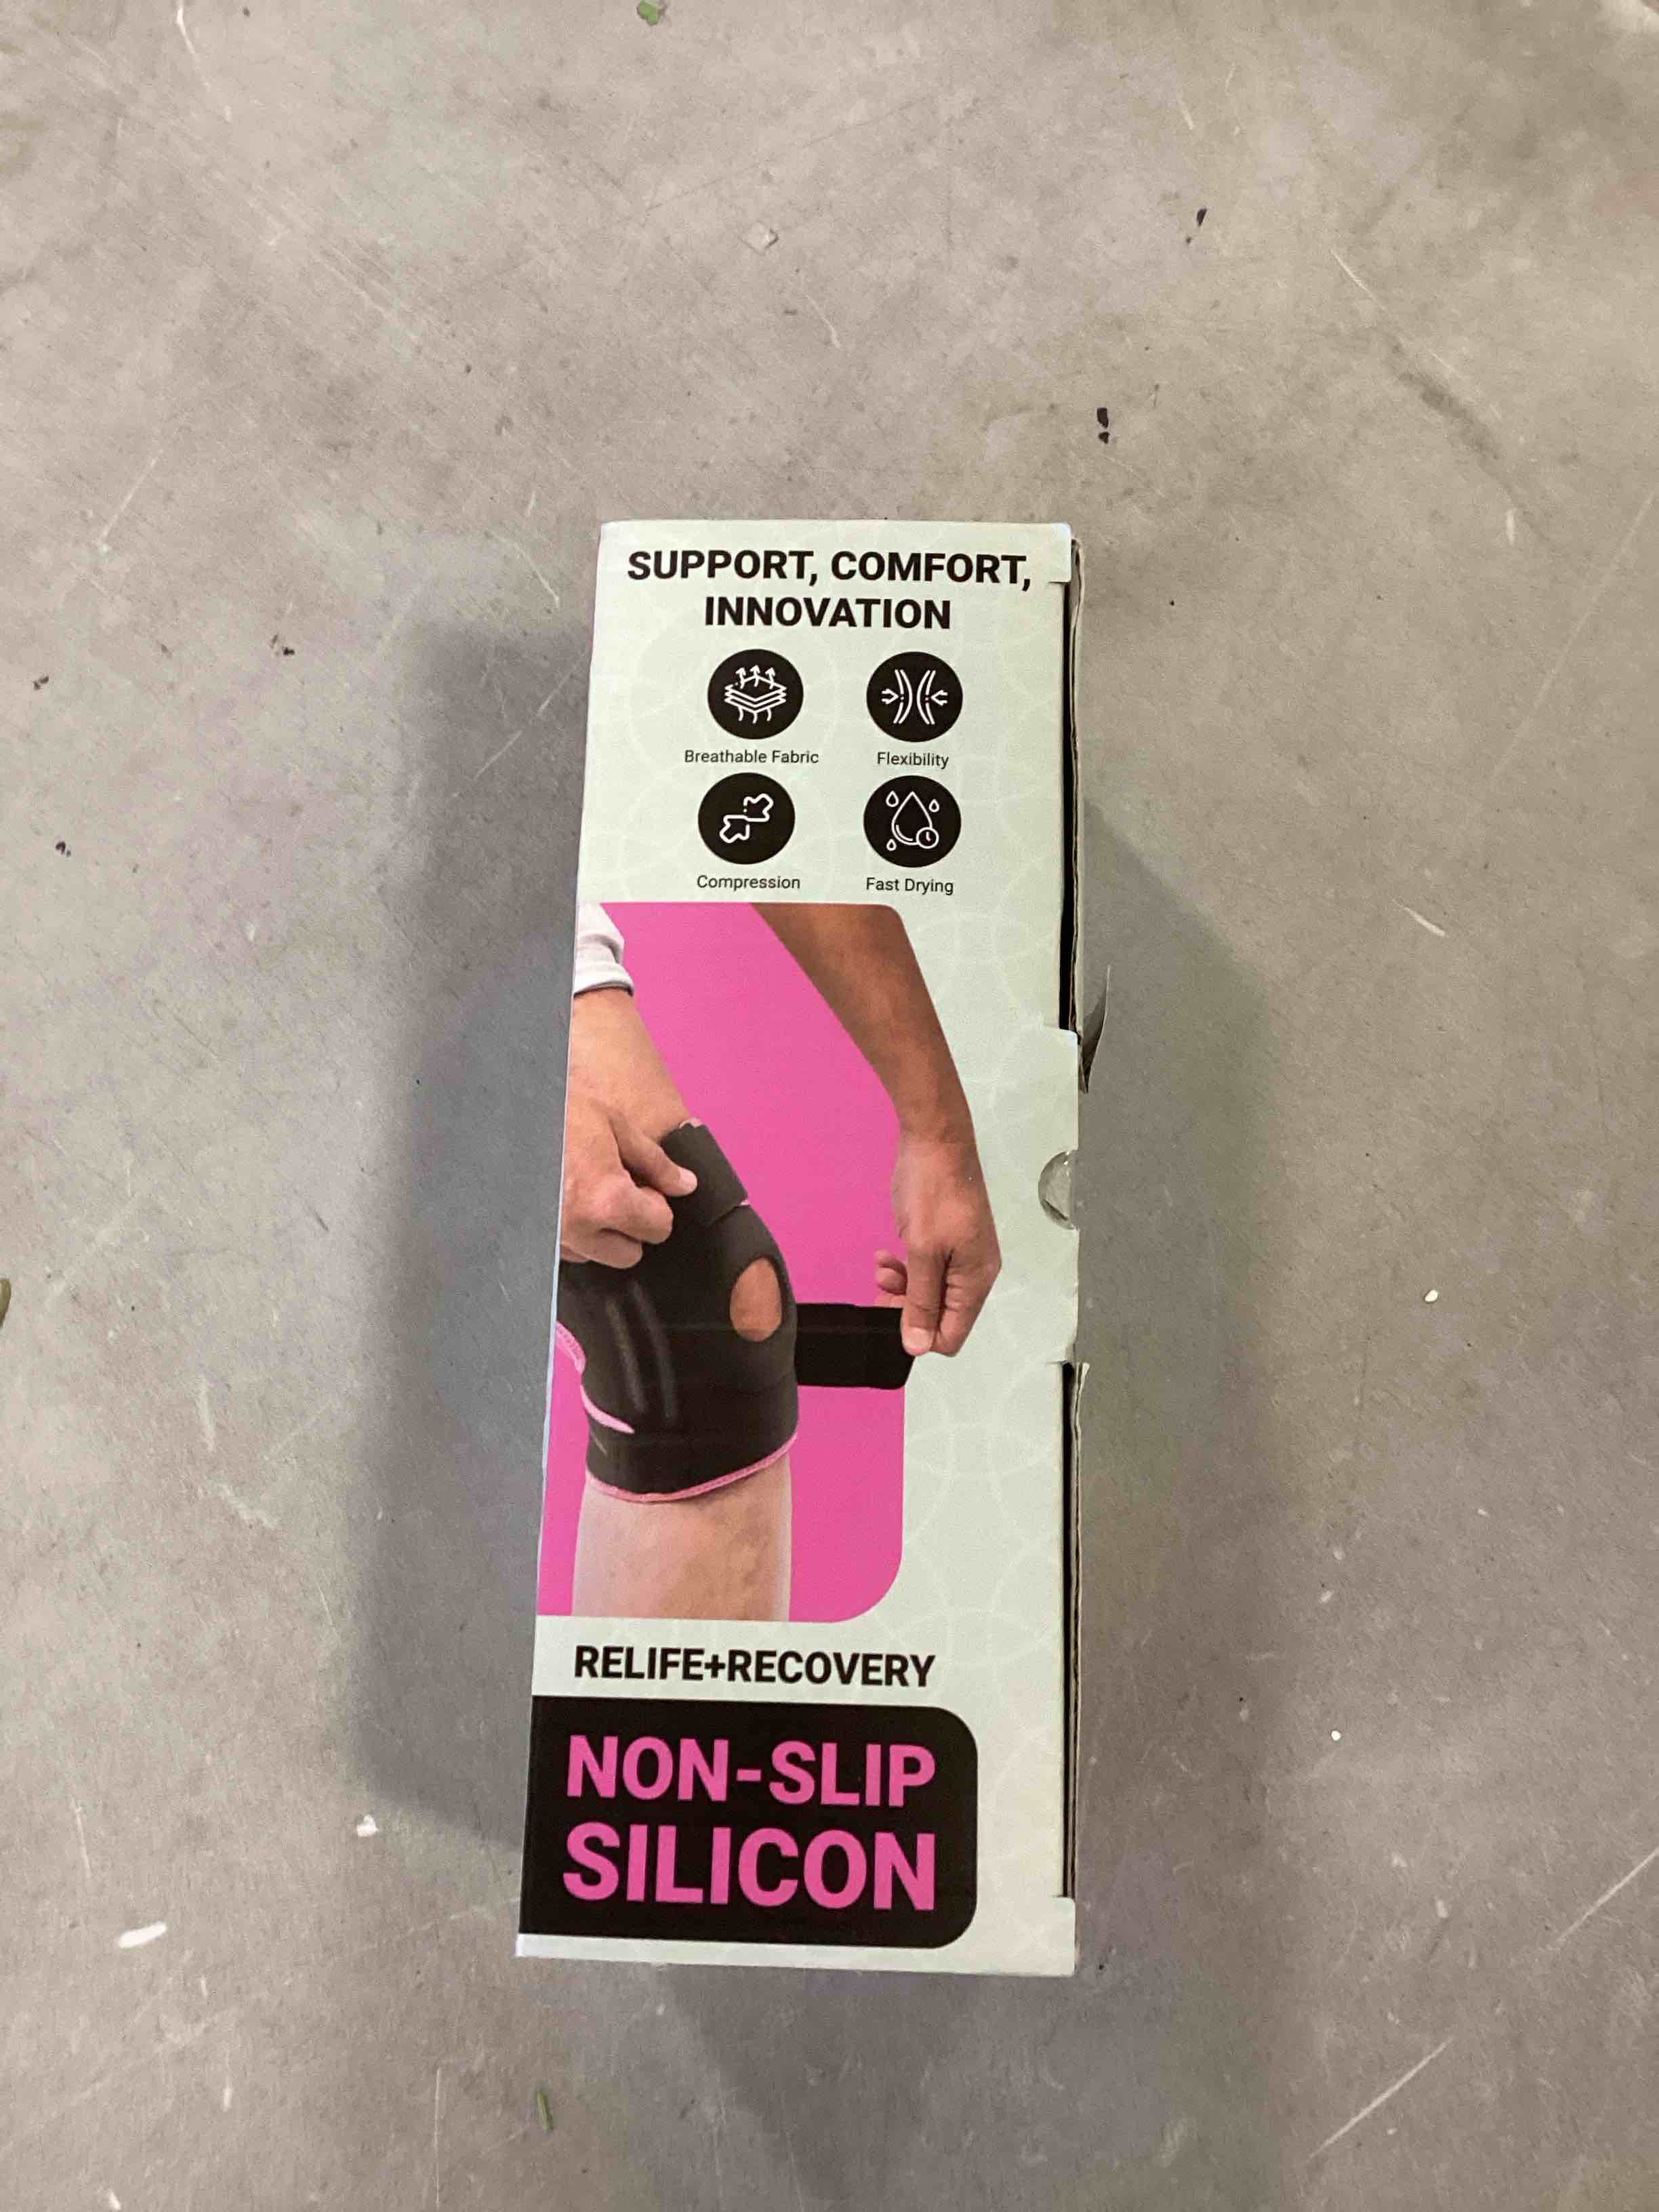 SUPPORT, COMFORT,
INNOVATION
Breathable Fabric
Flexibility
Compression
Fast Drying
RELIFE+RECOVERY
NON-SLIP
SILICON